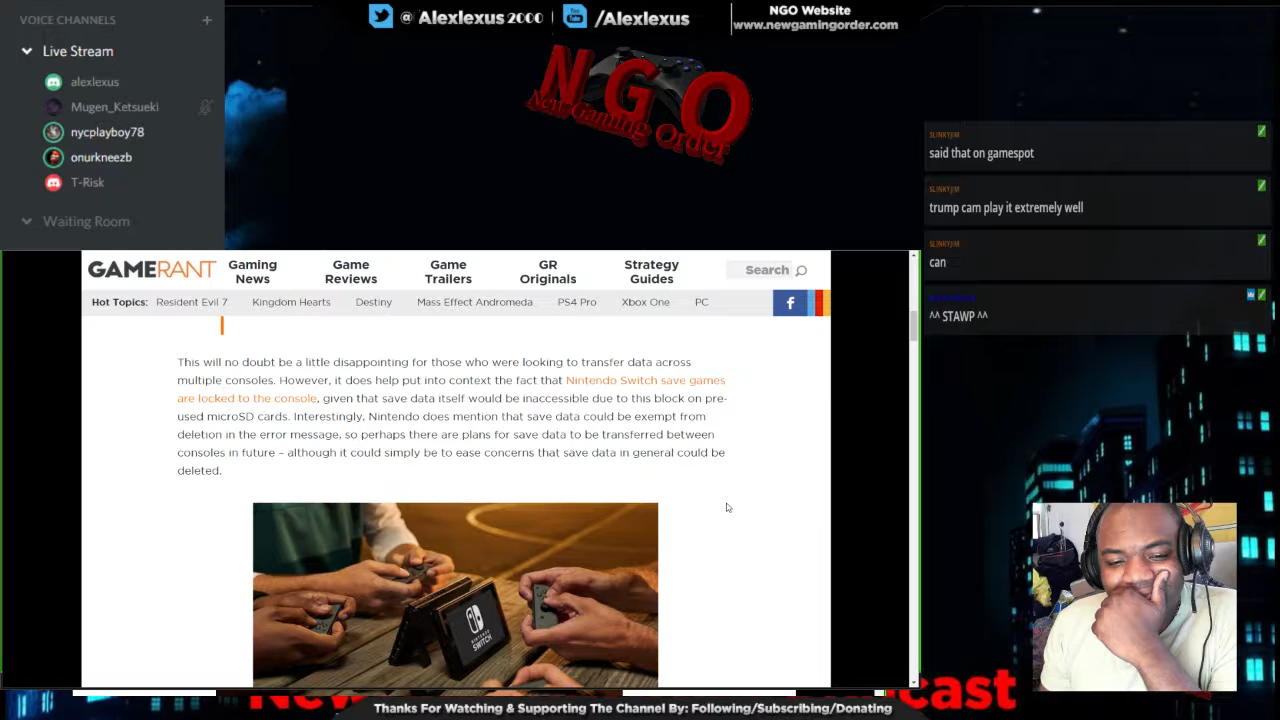 VOICE CHANNELS +
Live Stream
alexlexus
Mugen_Ketsueki
nycplayboy78
onurkneezb
T-Risk
Waiting Room
@ Alexlexus 2000
You Tube
/Alexlexus
NGO Website
www.newgamingorder.com
NGO
New Gaming Order
SLINKYJIM
said that on gamespot
SLINKYJIM
trump cam play it extremely well
SLINKYJIM
can
^^ STAWP ^^
GAMERANT
Gaming News
Game Reviews
Game Trailers
GR Originals
Strategy Guides
Search
Hot Topics: Resident Evil 7 Kingdom Hearts Destiny Mass Effect Andromeda PS4 Pro Xbox One PC
f
This will no doubt be a little disappointing for those who were looking to transfer data across
multiple consoles. However, it does help put into context the fact that Nintendo Switch save games
are locked to the console, given that save data itself would be inaccessible due to this block on pre-
used microSD cards. Interestingly, Nintendo does mention that save data could be exempt from
deletion in the error message, so perhaps there are plans for save data to be transferred between
consoles in future – although it could simply be to ease concerns that save data in general could be
deleted.
NINTENDO
SWITCH
Thanks For Watching & Supporting The Channel By: Following/Subscribing/Donating